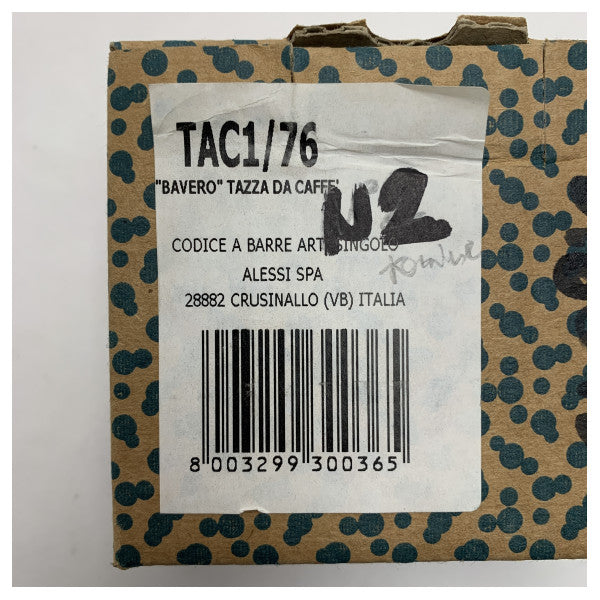 TAC1/76
"BAVERO" TAZZA DA CAFFE'
N2
CODICE A BARRE ART. SINGOLO
ALESSI SPA
28882 CRUSINALLO (VB) ITALIA
8 003299 300365